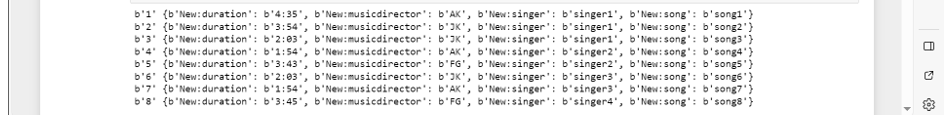 b'1' {b'New:duration': b'4:35', b'New:musicdirector': b'AK', b'New:singer': b'singer1', b'New:song': b'song1'}
b'2' {b'New:duration': b'3:54', b'New:musicdirector': b'JK', b'New:singer': b'singer1', b'New:song': b'song2'}
b'3' {b'New:duration': b'2:03', b'New:musicdirector': b'JK', b'New:singer': b'singer1', b'New:song': b'song3'}
b'4' {b'New:duration': b'1:54', b'New:musicdirector': b'AK', b'New:singer': b'singer2', b'New:song': b'song4'}
b'5' {b'New:duration': b'3:43', b'New:musicdirector': b'FG', b'New:singer': b'singer2', b'New:song': b'song5'}
b'6' {b'New:duration': b'2:03', b'New:musicdirector': b'JK', b'New:singer': b'singer3', b'New:song': b'song6'}
b'7' {b'New:duration': b'1:54', b'New:musicdirector': b'AK', b'New:singer': b'singer3', b'New:song': b'song7'}
b'8' {b'New:duration': b'3:45', b'New:musicdirector': b'FG', b'New:singer': b'singer4', b'New:song': b'song8'}